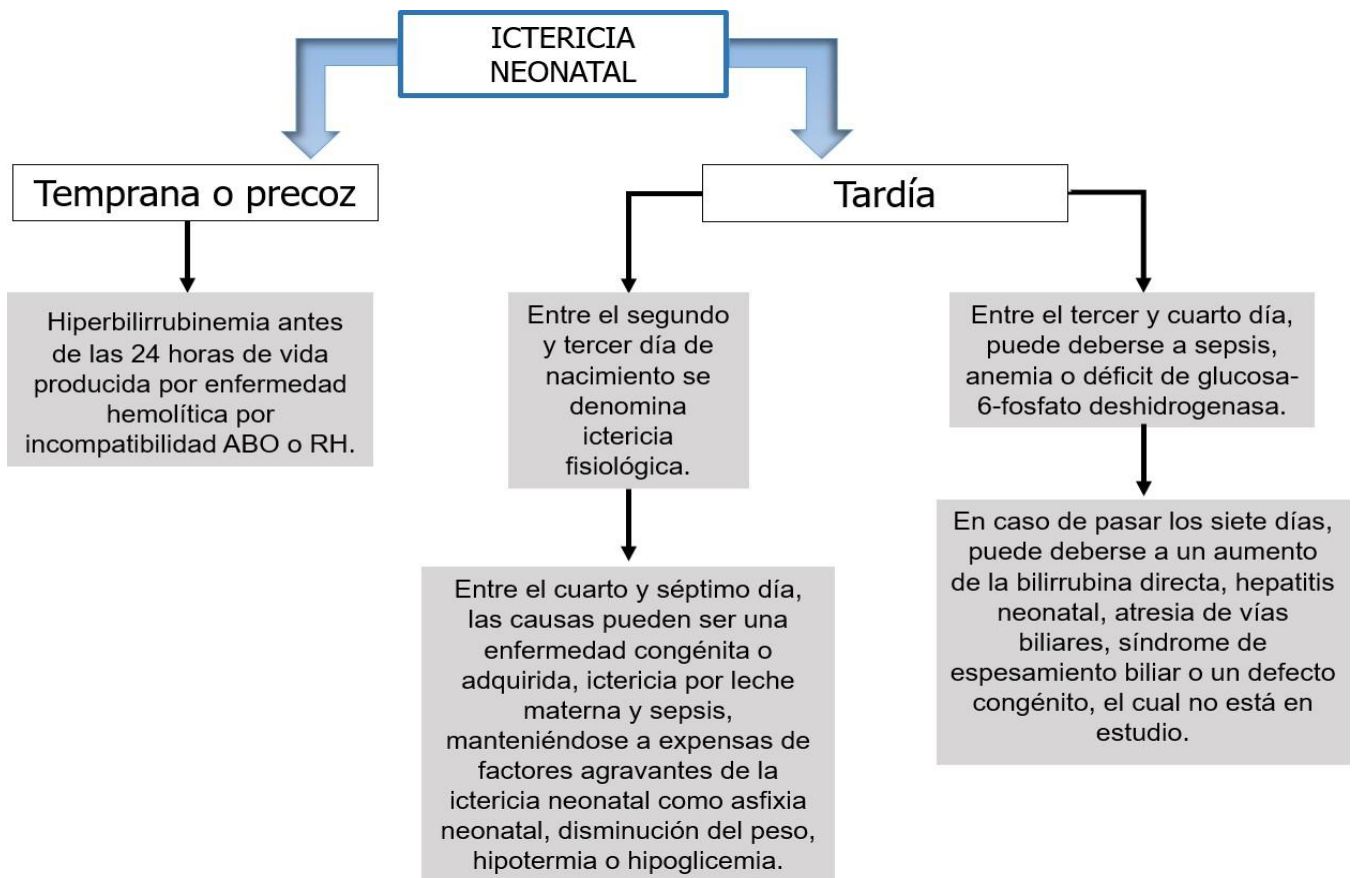 ICTERICIA
NEONATAL
Temprana o precoz
Tardía
Hiperbilirrubinemia antes
de las 24 horas de vida
producida por enfermedad
hemolítica por
incompatibilidad ABO o RH.
Entre el segundo
y tercer día de
nacimiento se
denomina
ictericia
fisiológica.
Entre el tercer y cuarto día,
puede deberse a sepsis,
anemia o déficit de glucosa-
6-fosfato deshidrogenasa.
Entre el cuarto y séptimo día,
las causas pueden ser una
enfermedad congénita o
adquirida, ictericia por leche
materna y sepsis,
manteniéndose a expensas de
factores agravantes de la
ictericia neonatal como asfixia
neonatal, disminución del peso,
hipotermia o hipoglicemia.
En caso de pasar los siete días,
puede deberse a un aumento
de la bilirrubina directa, hepatitis
neonatal, atresia de vías
biliares, síndrome de
espesamiento biliar o un defecto
congénito, el cual no está en
estudio.